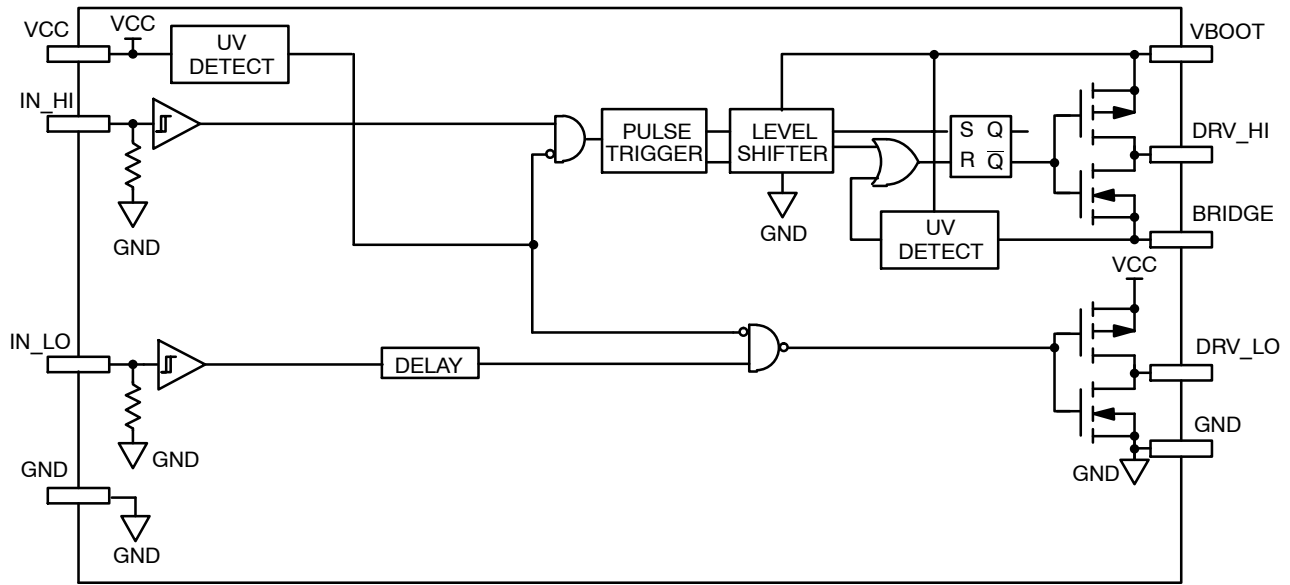 VCC
VCC
UV
DETECT
VBOOT
IN_HI
PULSE
TRIGGER
LEVEL
SHIFTER
S Q
R Q̅
DRV_HI
GND
GND
UV
DETECT
BRIDGE
VCC
IN_LO
DELAY
DRV_LO
GND
GND
GND
GND
GND